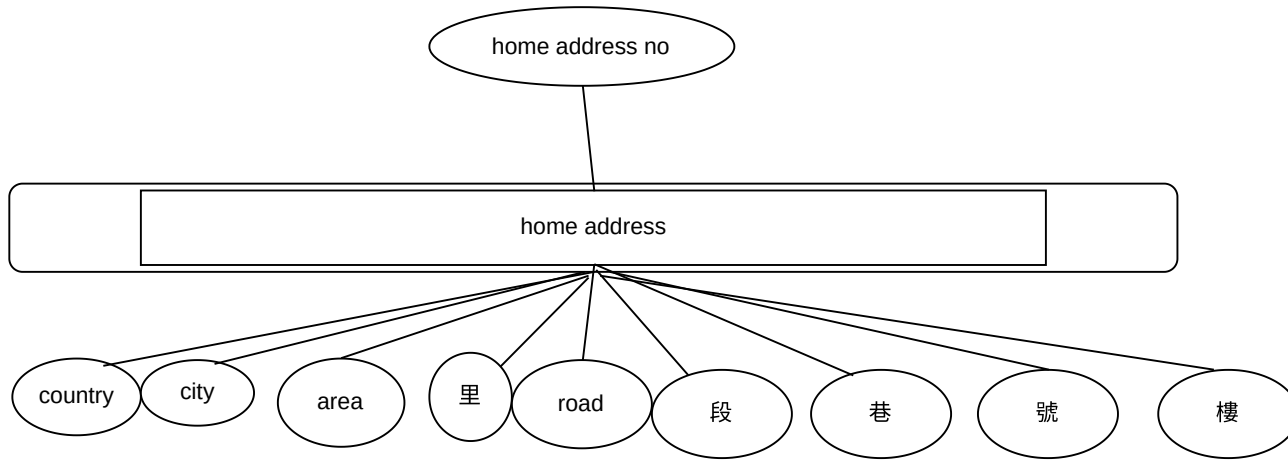 home address no
home address
country
city
area
里
road
段
巷
號
樓